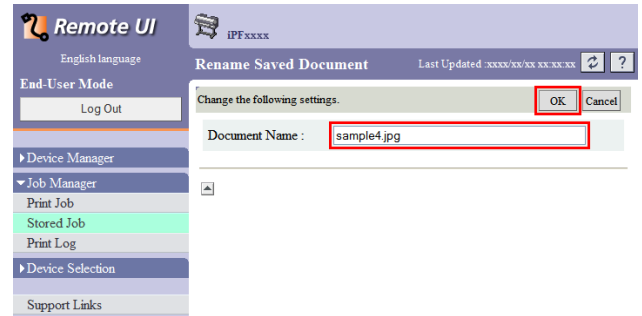 Remote UI
English language
End-User Mode
Log Out
Device Manager
Job Manager
Print Job
Stored Job
Print Log
Device Selection
Support Links
iPFxxxx
Rename Saved Document
Last Updated :xxxx/xx/xx xx:xx:xx
?
Change the following settings.
OK
Cancel
Document Name :
sample4.jpg